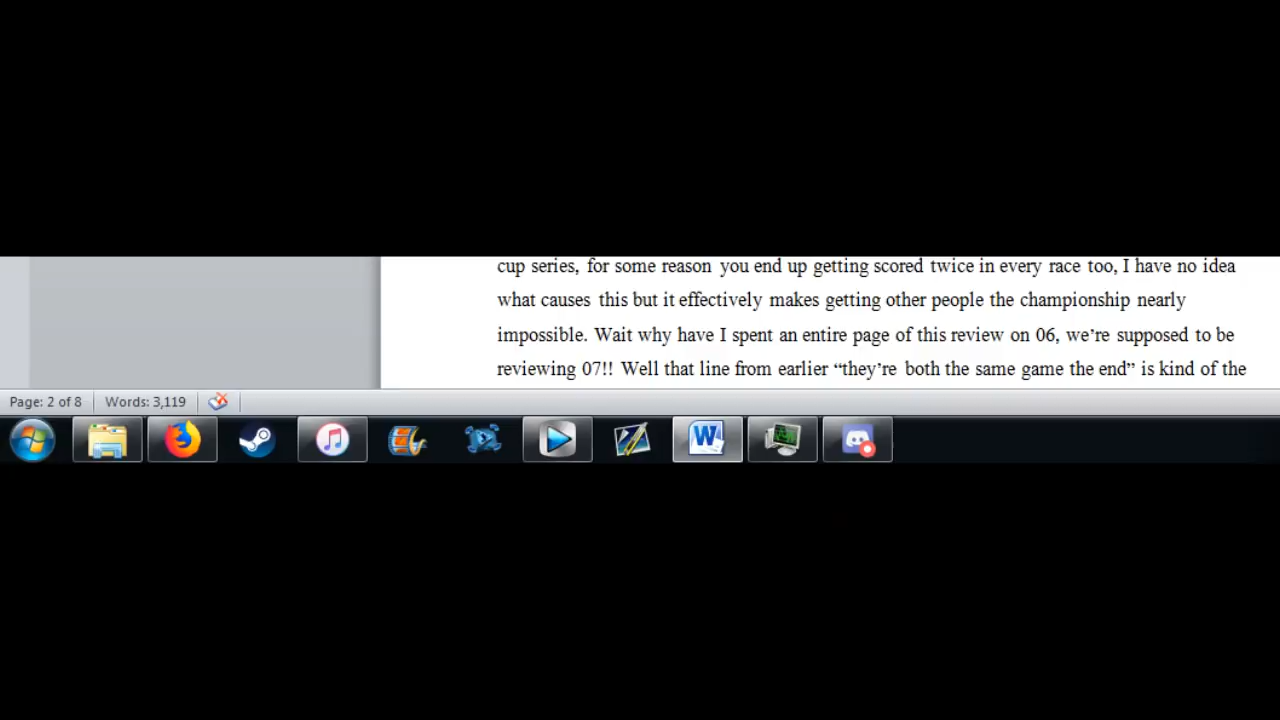 cup series, for some reason you end up getting scored twice in every race too, I have no idea
what causes this but it effectively makes getting other people the championship nearly
impossible. Wait why have I spent an entire page of this review on 06, we’re supposed to be
reviewing 07!! Well that line from earlier “they’re both the same game the end” is kind of the
Page: 2 of 8 Words: 3,119